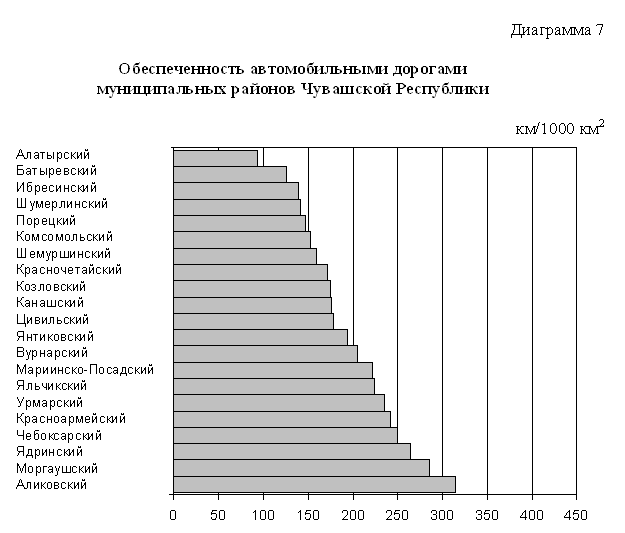 Диаграмма 7
Обеспеченность автомобильными дорогами
муниципальных районов Чувашской Республики
км/1000 км²
Алатырский
Батыревский
Ибресинский
Шумерлинский
Порецкий
Комсомольский
Шемуршинский
Красночетайский
Козловский
Канашский
Цивильский
Янтиковский
Вурнарский
Мариинско-Посадский
Яльчикский
Урмарский
Красноармейский
Чебоксарский
Ядринский
Моргаушский
Аликовский
0 50 100 150 200 250 300 350 400 450